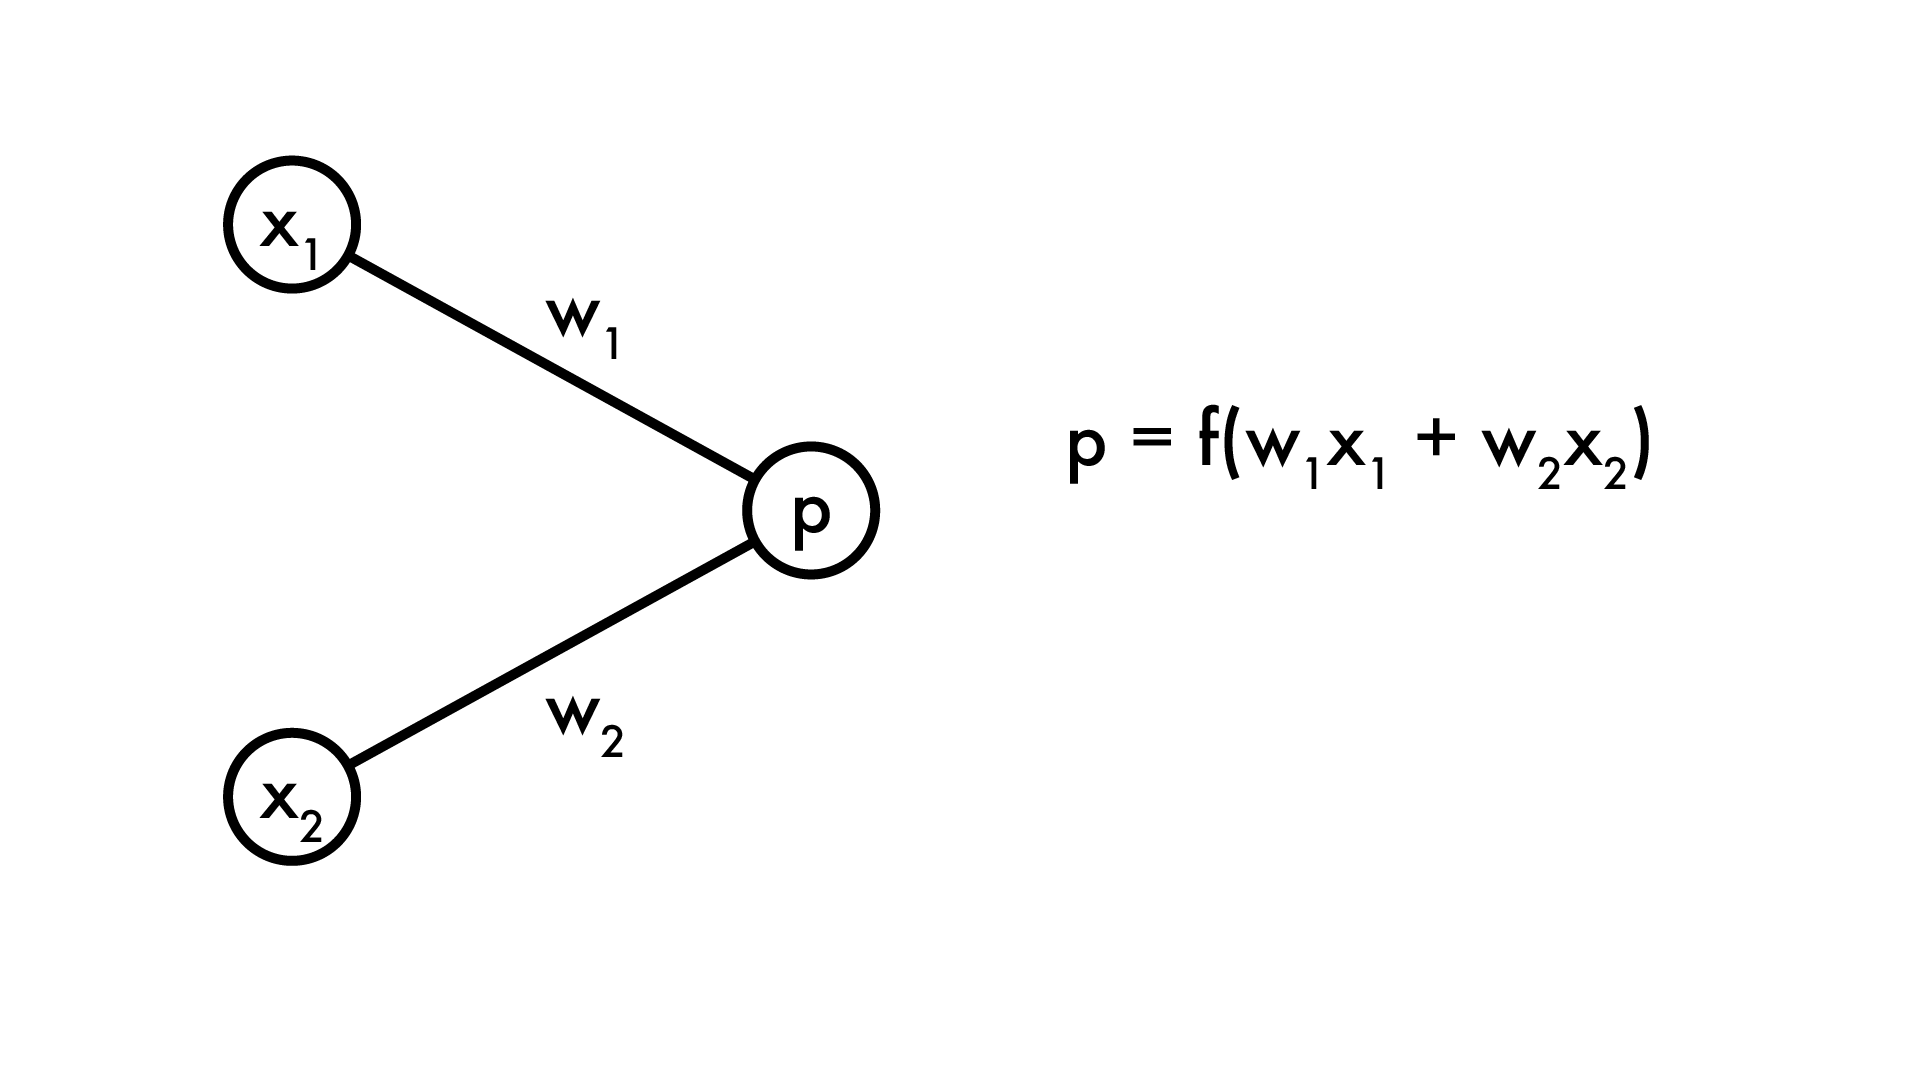 x₁
w₁
p = f(w₁x₁ + w₂x₂)
p
w₂
x₂